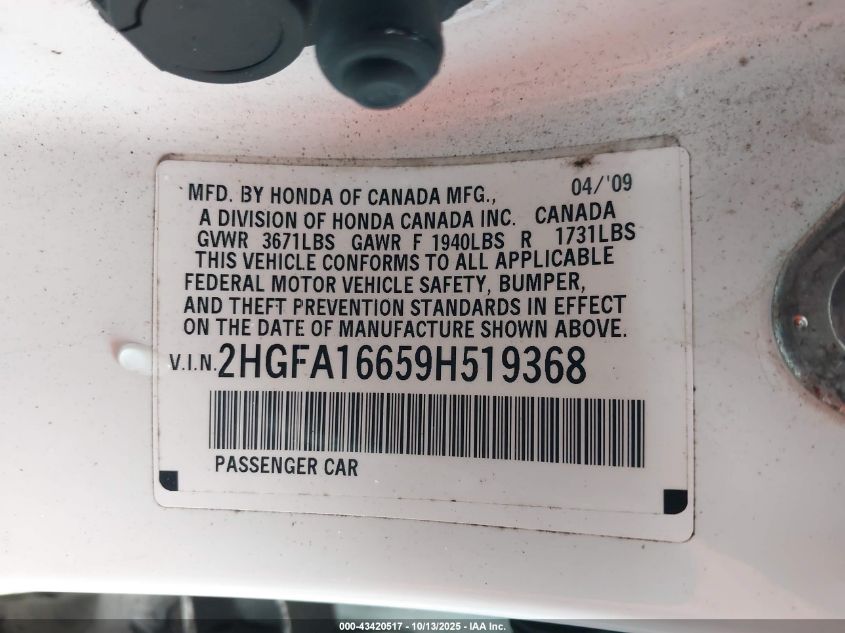 MFD. BY HONDA OF CANADA MFG., 04/'09
A DIVISION OF HONDA CANADA INC. CANADA
GVWR 3671LBS GAWR F 1940LBS R 1731LBS
THIS VEHICLE CONFORMS TO ALL APPLICABLE
FEDERAL MOTOR VEHICLE SAFETY, BUMPER,
AND THEFT PREVENTION STANDARDS IN EFFECT
ON THE DATE OF MANUFACTURE SHOWN ABOVE.
V.I.N. 2HGFA16659H519368
PASSENGER CAR
000-43420517 - 10/13/2025 - IAA Inc.